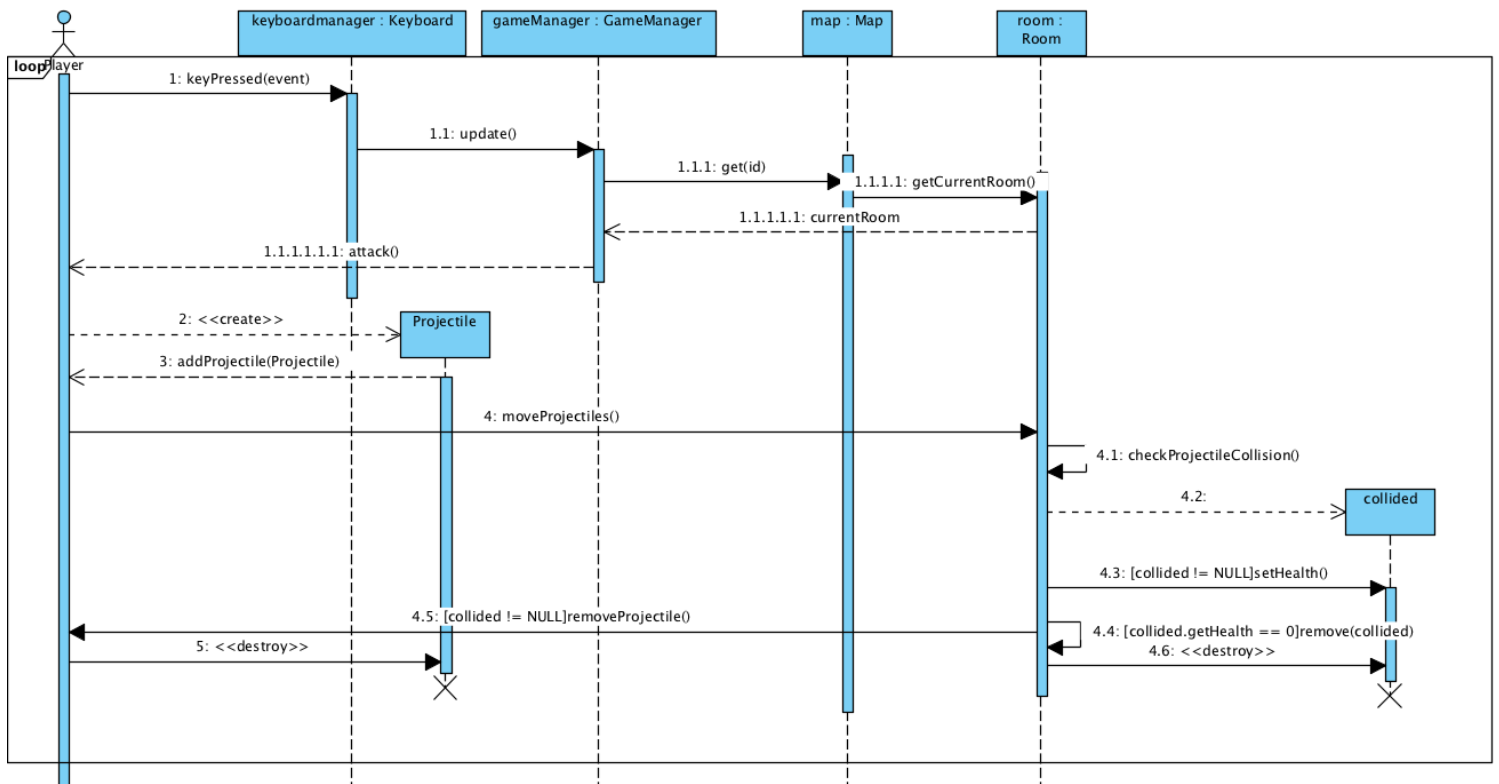 keyboardmanager : Keyboard
gameManager : GameManager
map : Map
room :
Room
loop
Player
1: keyPressed(event)
1.1: update()
1.1.1: get(id)
1.1.1.1: getCurrentRoom()
1.1.1.1.1: currentRoom
1.1.1.1.1.1: attack()
2: <<create>>
Projectile
3: addProjectile(Projectile)
4: moveProjectiles()
4.1: checkProjectileCollision()
4.2:
collided
4.3: [collided != NULL]setHealth()
4.5: [collided != NULL]removeProjectile()
4.4: [collided.getHealth == 0]remove(collided)
5: <<destroy>>
4.6: <<destroy>>